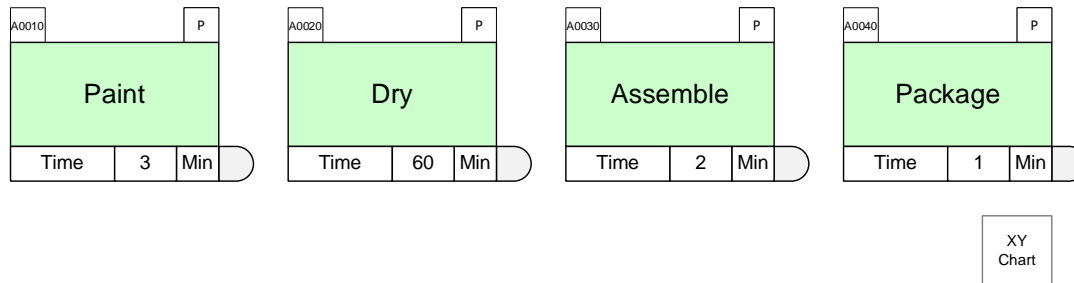 A0010 P A0020 P A0030 P A0040 P
Paint Dry Assemble Package
Time 3 Min Time 60 Min Time 2 Min Time 1 Min
XY
Chart